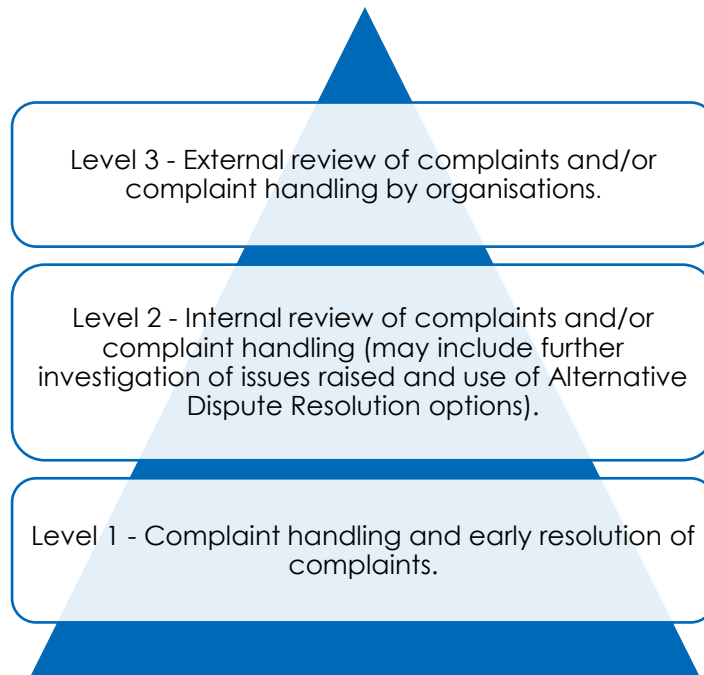 Level 3 - External review of complaints and/or
complaint handling by organisations.
Level 2 - Internal review of complaints and/or
complaint handling (may include further
investigation of issues raised and use of Alternative
Dispute Resolution options).
Level 1 - Complaint handling and early resolution of
complaints.